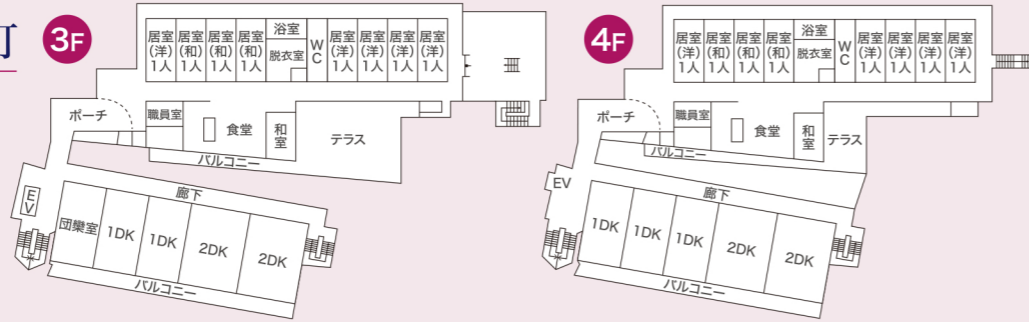 町
3F
居室(洋)1人
居室(和)1人
居室(和)1人
居室(和)1人
浴室
脱衣室
WC
居室(洋)1人
居室(洋)1人
居室(洋)1人
居室(洋)1人
ポーチ
職員室
食堂
和室
テラス
バルコニー
EV
廊下
団欒室
1DK
1DK
2DK
2DK
バルコニー
4F
居室(洋)1人
居室(和)1人
居室(和)1人
居室(和)1人
浴室
脱衣室
WC
居室(洋)1人
居室(洋)1人
居室(洋)1人
居室(洋)1人
ポーチ
職員室
食堂
和室
テラス
バルコニー
EV
廊下
1DK
1DK
1DK
2DK
2DK
バルコニー